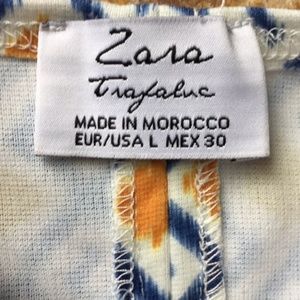 Zara
Trafaluc
MADE IN MOROCCO
EUR/USA L MEX 30